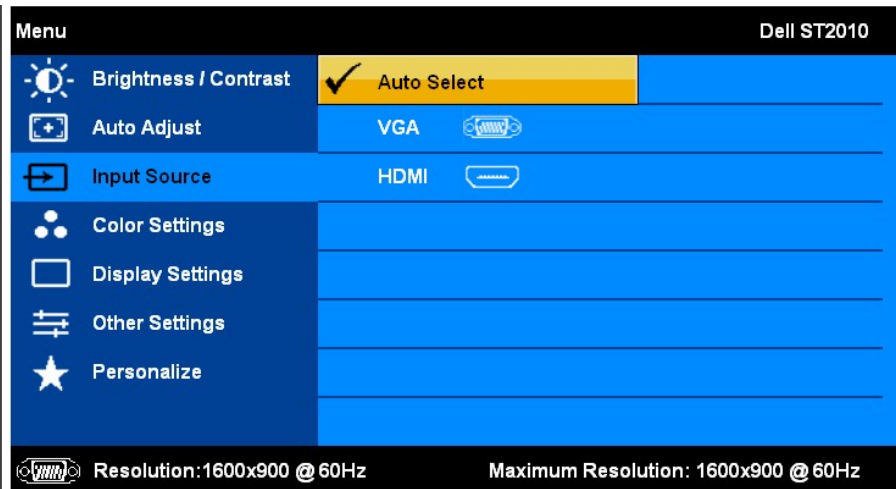 Menu Dell ST2010
Brightness / Contrast Auto Select
Auto Adjust VGA
Input Source HDMI
Color Settings
Display Settings
Other Settings
Personalize
Resolution:1600x900 @60Hz Maximum Resolution: 1600x900 @60Hz